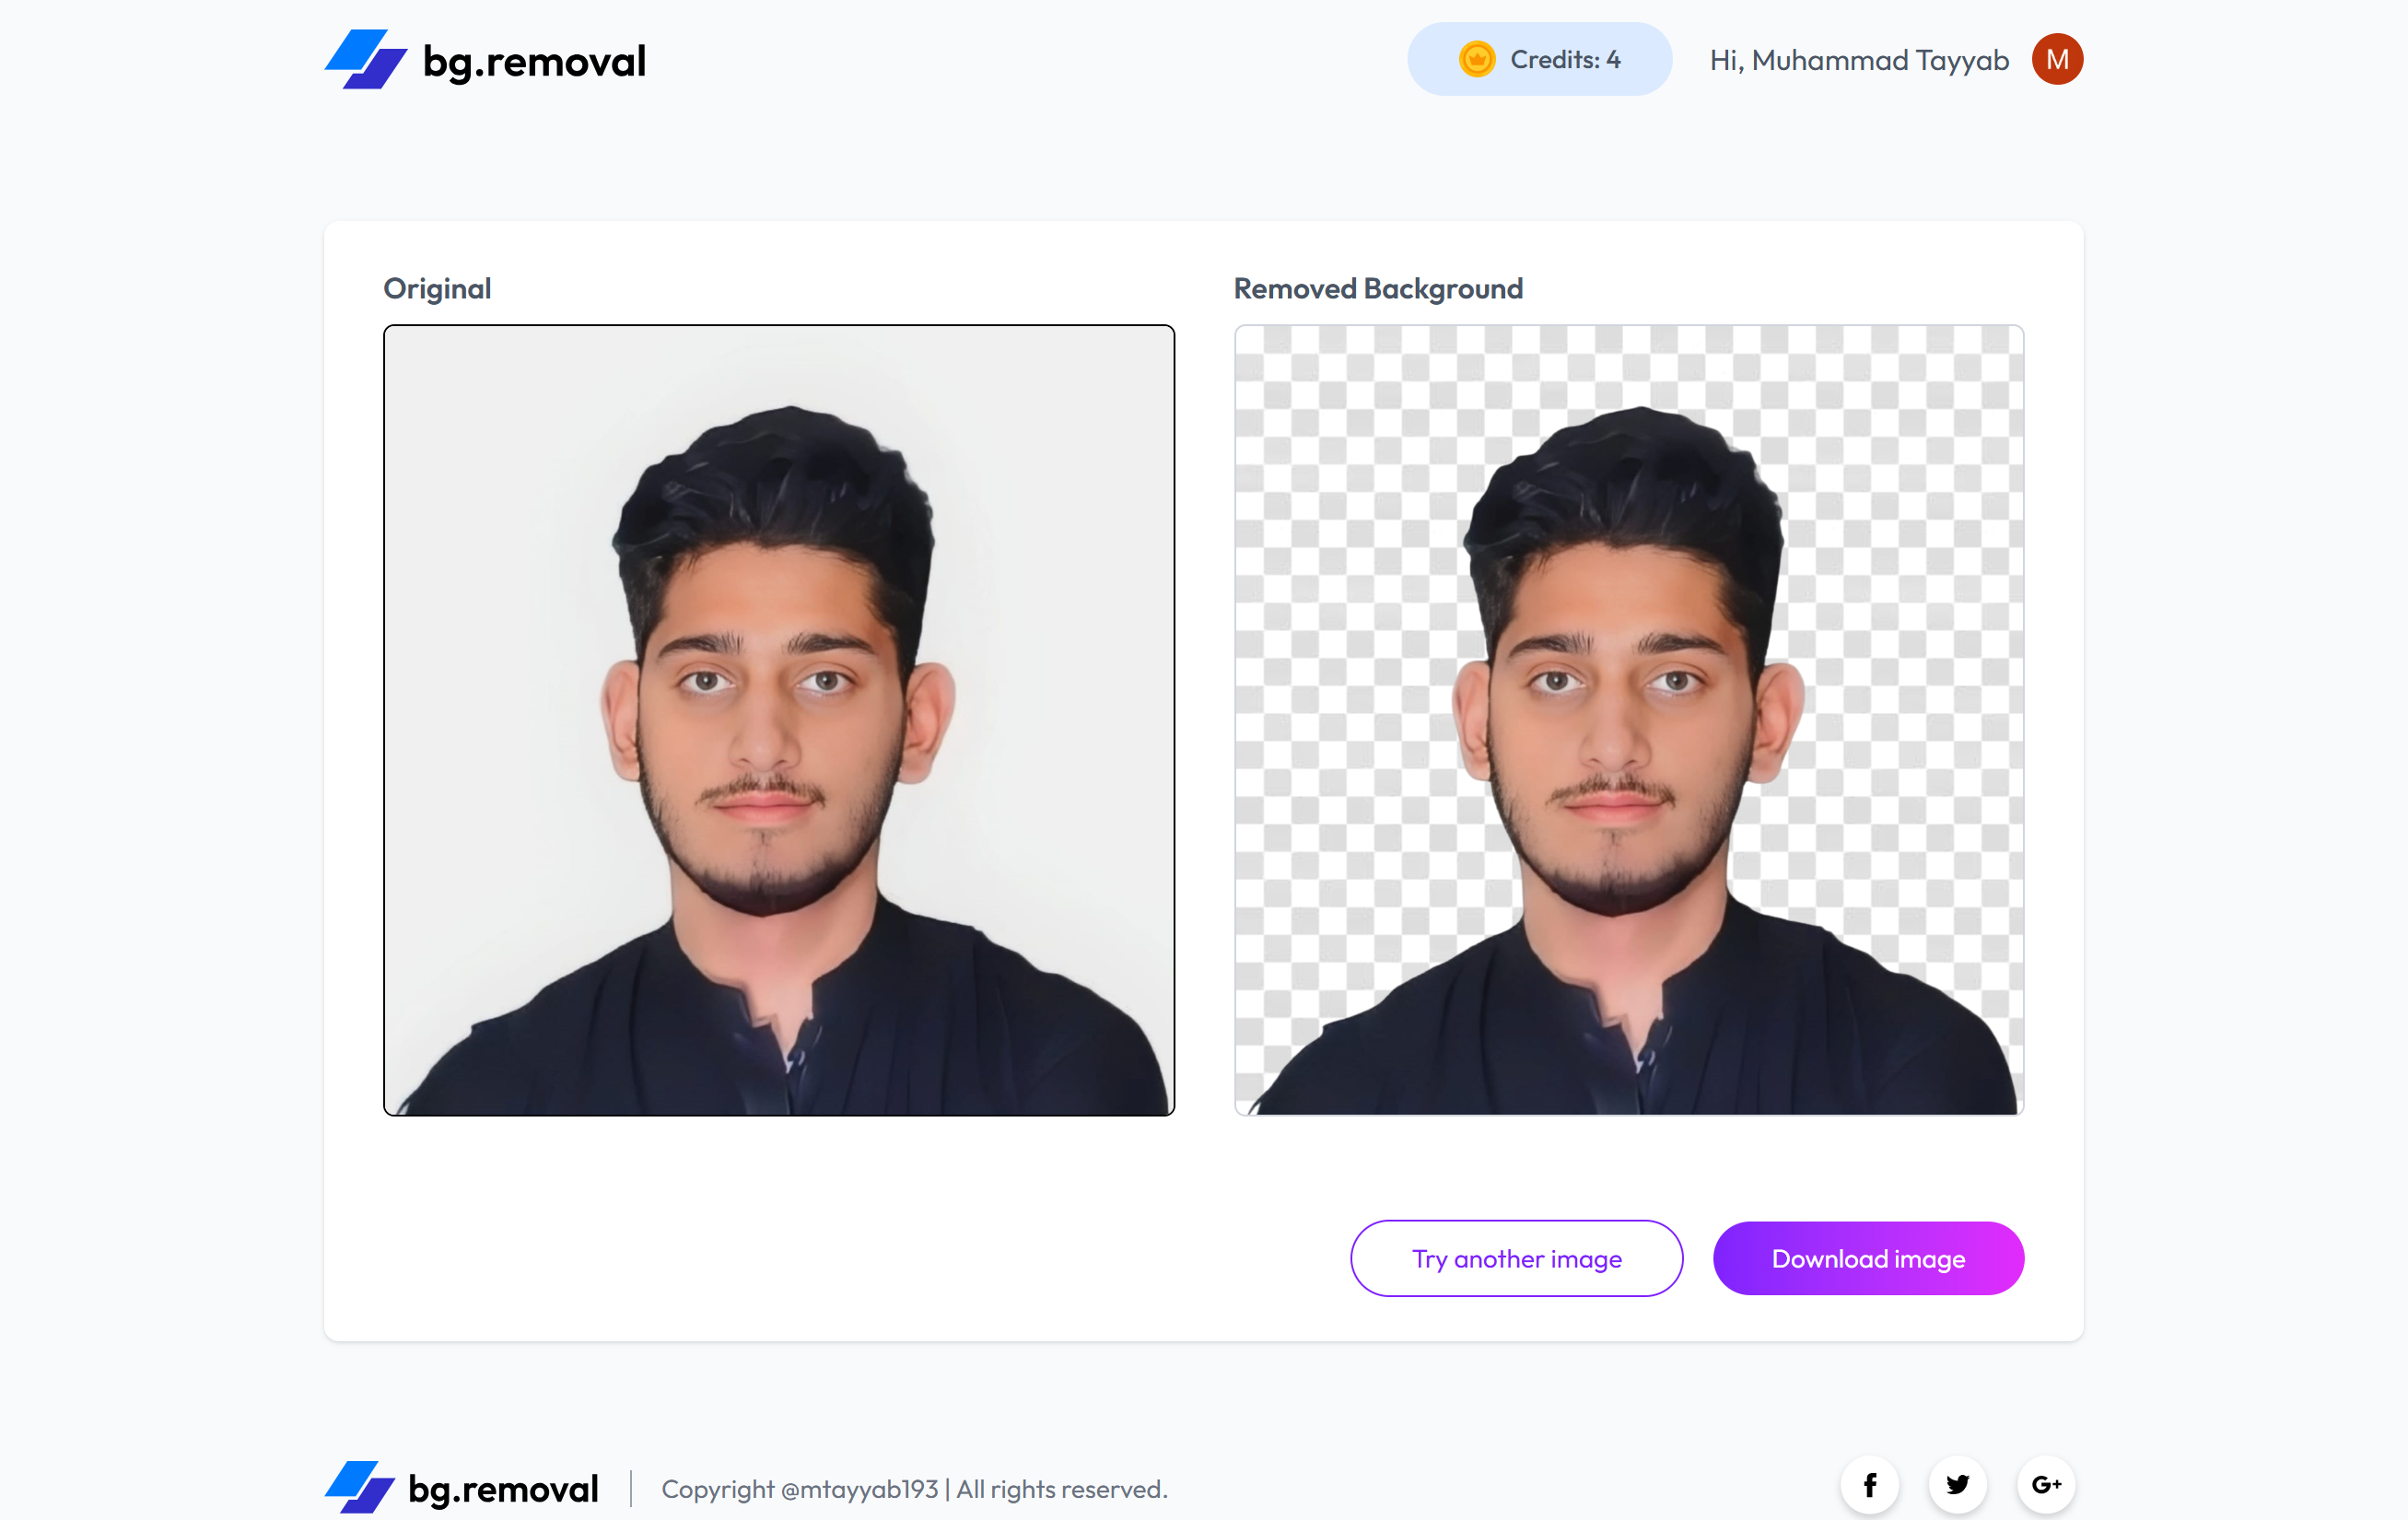 bg.removal
Credits: 4
Hi, Muhammad Tayyab
M
Original
Removed Background
Try another image
Download image
bg.removal
Copyright @mtayyab193 | All rights reserved.
f
G+